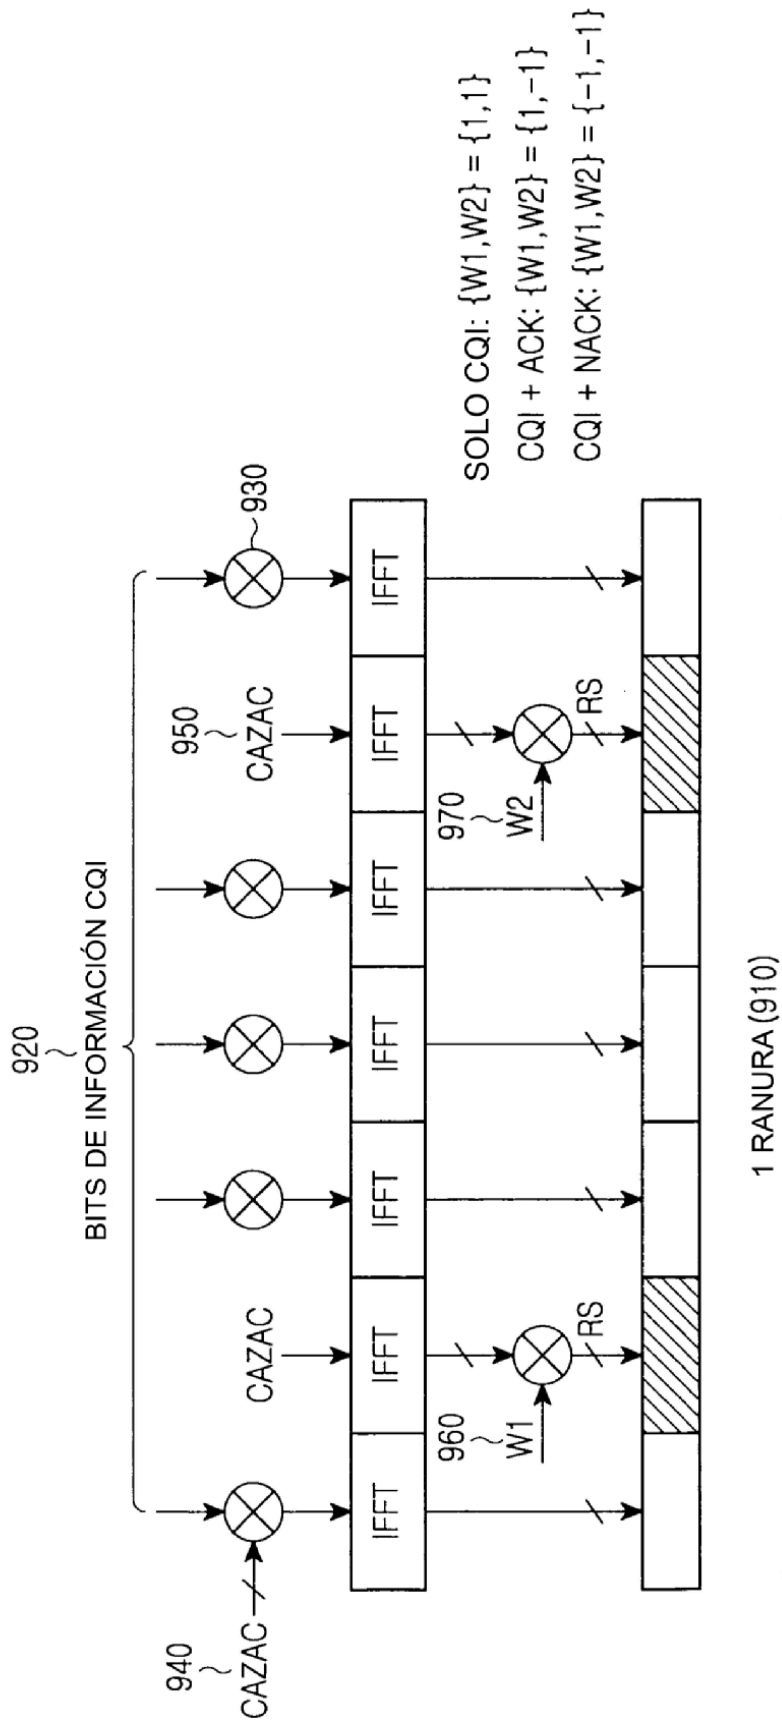 920
BITS DE INFORMACIÓN CQI
940
CAZAC
CAZAC
950
CAZAC
930
IFFT
IFFT
IFFT
IFFT
IFFT
IFFT
IFFT
960
W1
RS
970
W2
RS
SOLO CQI: {W1,W2} = {1,1}
CQI + ACK: {W1,W2} = {1,-1}
CQI + NACK: {W1,W2} = {-1,-1}
1 RANURA (910)